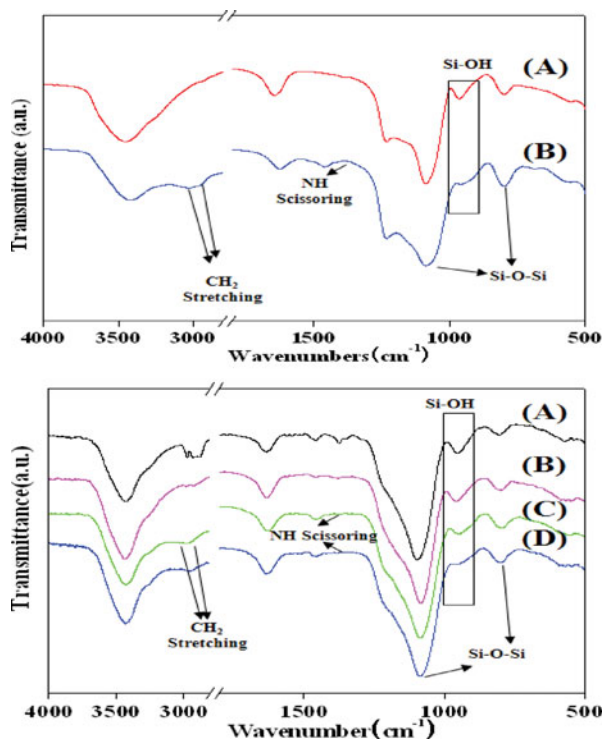 Si-OH
(A)
(B)
NH
Scissoring
CH₂
Stretching
Si-O-Si
Transmittance (a.u.)
4000 3500 3000 1500 1000 500
Wavenumbers(cm⁻¹)
Si-OH
(A)
(B)
(C)
(D)
NH Scissoring
CH₂
Stretching
Si-O-Si
Transmittance(a.u.)
4000 3500 3000 1500 1000 500
Wavenumber(cm⁻¹)